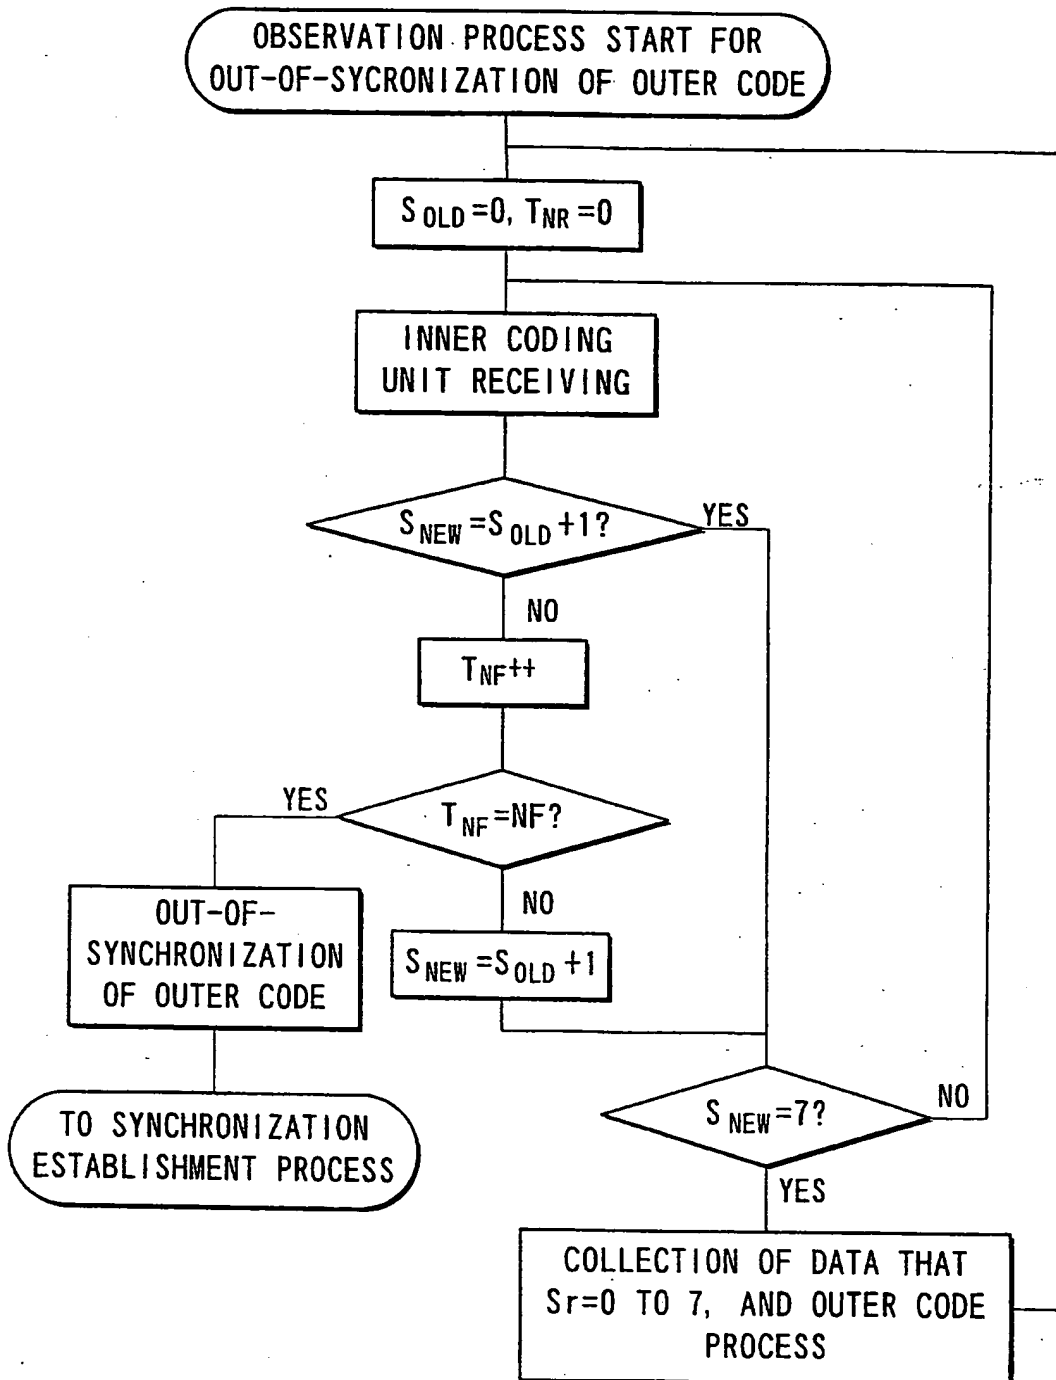 OBSERVATION PROCESS START FOR
OUT-OF-SYCRONIZATION OF OUTER CODE
S OLD =0, T NR =0
INNER CODING
UNIT RECEIVING
S NEW =S OLD +1?
YES
NO
T NF ++
YES
T NF =NF?
NO
OUT-OF-
SYNCHRONIZATION
OF OUTER CODE
S NEW =S OLD +1
TO SYNCHRONIZATION
ESTABLISHMENT PROCESS
S NEW =7?
NO
YES
COLLECTION OF DATA THAT
Sr=0 TO 7, AND OUTER CODE
PROCESS